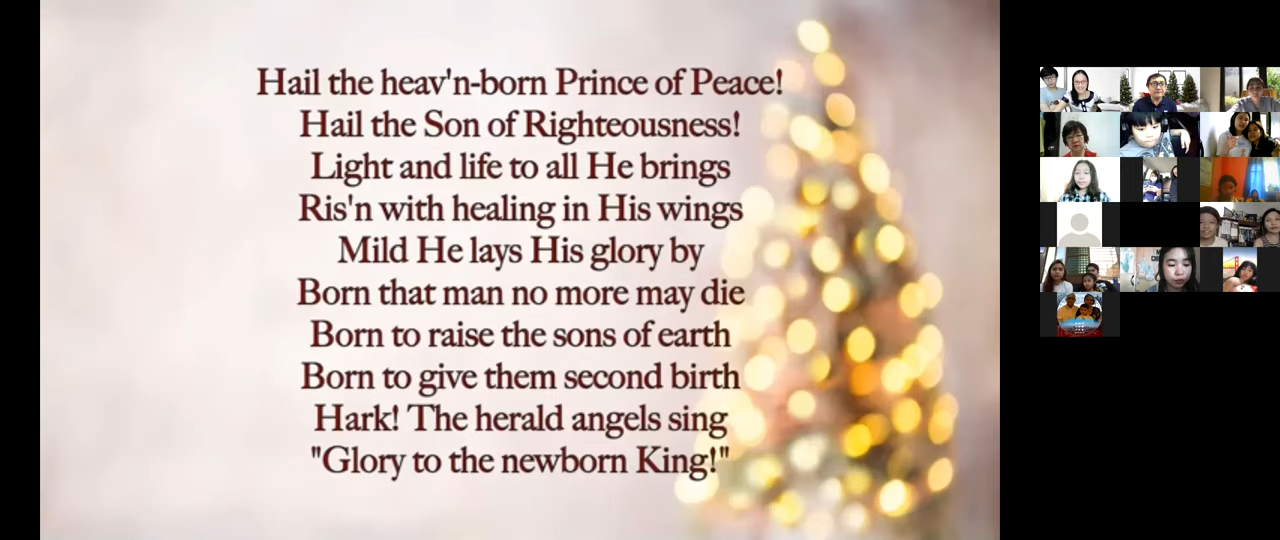 Hail the heav'n-born Prince of Peace!
Hail the Son of Righteousness!
Light and life to all He brings
Ris'n with healing in His wings
Mild He lays His glory by
Born that man no more may die
Born to raise the sons of earth
Born to give them second birth
Hark! The herald angels sing
"Glory to the newborn King!"